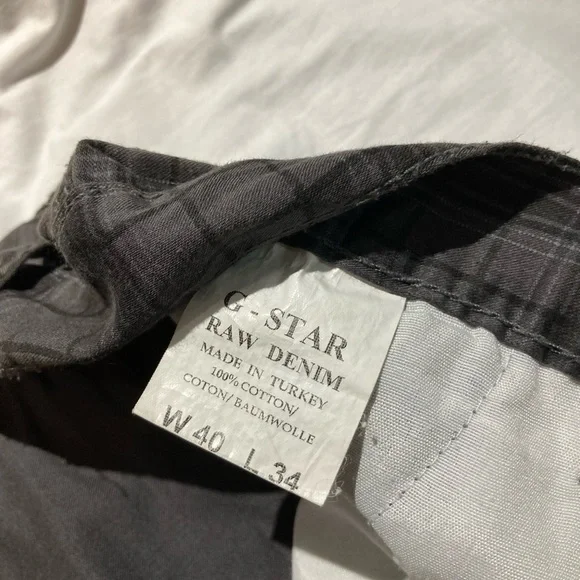 G-STAR
RAW DENIM
MADE IN TURKEY
100% COTTON/
COTON/BAUMWOLLE
W 40 L 34